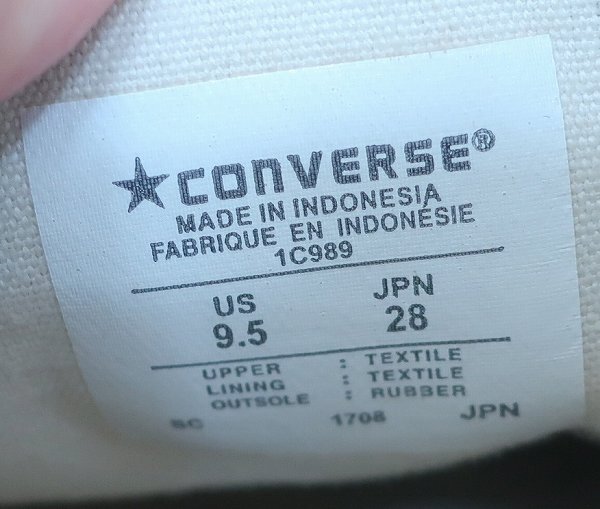 CONVERSE®
MADE IN INDONESIA
FABRIQUE EN INDONÉSIE
1C989
US JPN
9.5 28
UPPER : TEXTILE
LINING : TEXTILE
OUTSOLE : RUBBER
SC 1708 JPN